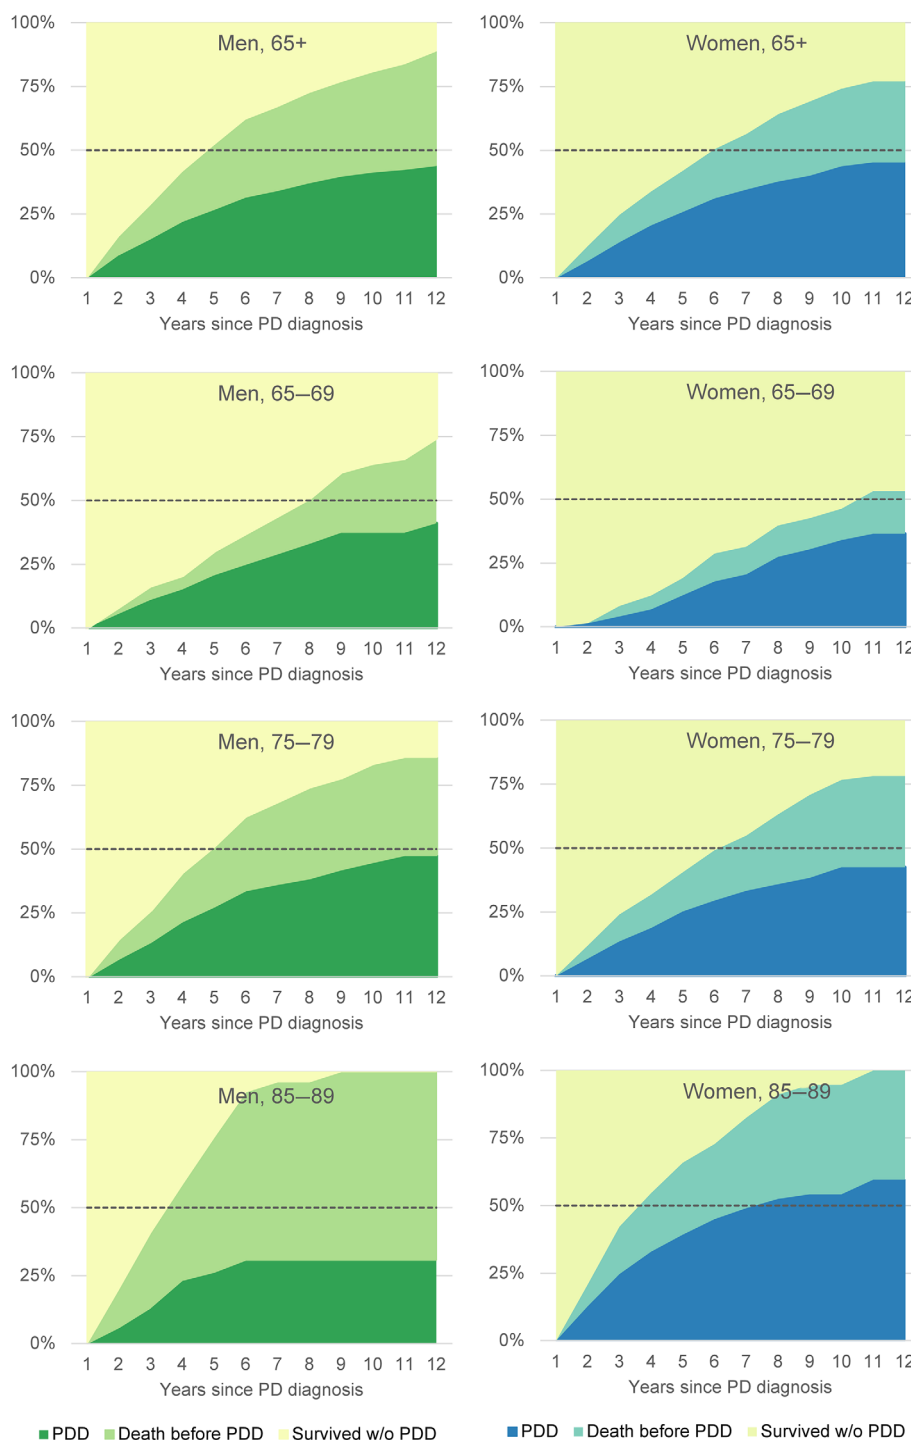 Men, 65+
100%
75%
50%
25%
0%
1 2 3 4 5 6 7 8 9 10 11 12
Years since PD diagnosis
Women, 65+
100%
75%
50%
25%
0%
1 2 3 4 5 6 7 8 9 10 11 12
Years since PD diagnosis
Men, 65–69
100%
75%
50%
25%
0%
1 2 3 4 5 6 7 8 9 10 11 12
Years since PD diagnosis
Women, 65–69
100%
75%
50%
25%
0%
1 2 3 4 5 6 7 8 9 10 11 12
Years since PD diagnosis
Men, 75–79
100%
75%
50%
25%
0%
1 2 3 4 5 6 7 8 9 10 11 12
Years since PD diagnosis
Women, 75–79
100%
75%
50%
25%
0%
1 2 3 4 5 6 7 8 9 10 11 12
Years since PD diagnosis
Men, 85–89
100%
75%
50%
25%
0%
1 2 3 4 5 6 7 8 9 10 11 12
Years since PD diagnosis
Women, 85–89
100%
75%
50%
25%
0%
1 2 3 4 5 6 7 8 9 10 11 12
Years since PD diagnosis
PDD Death before PDD Survived w/o PDD
PDD Death before PDD Survived w/o PDD